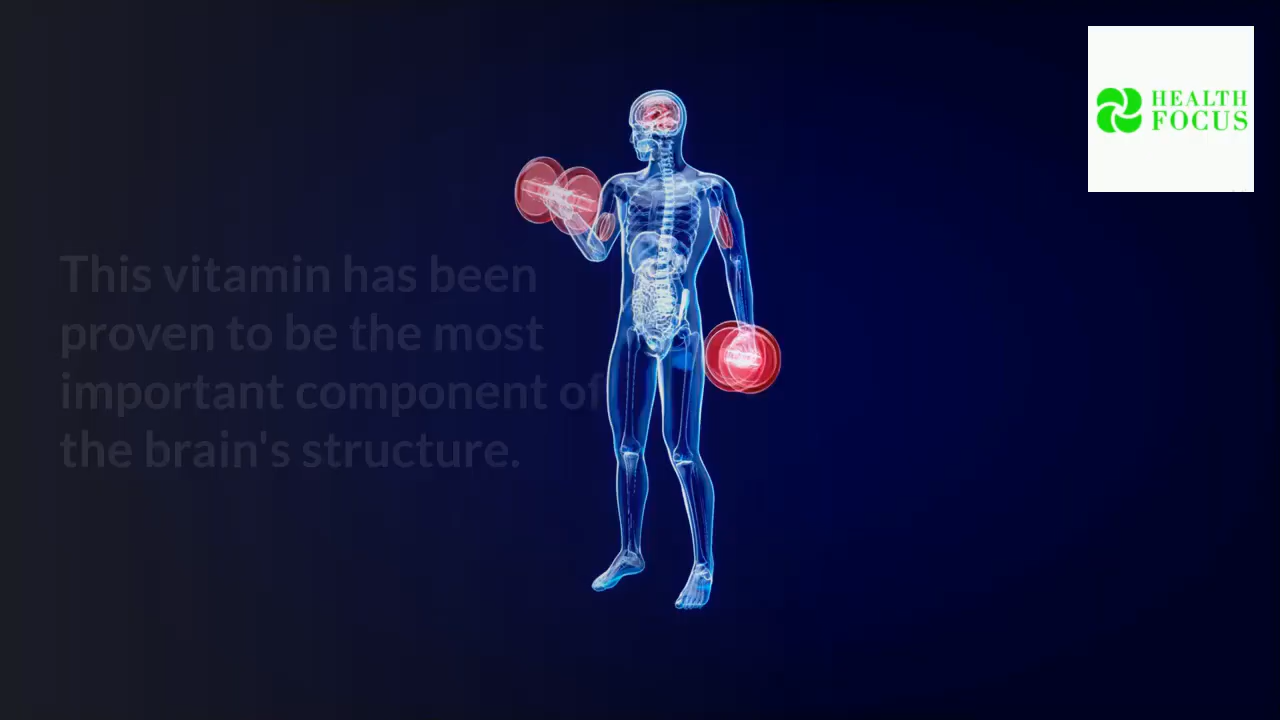 HEALTH
FOCUS
This vitamin has been
proven to be the most
important component of
the brain's structure.